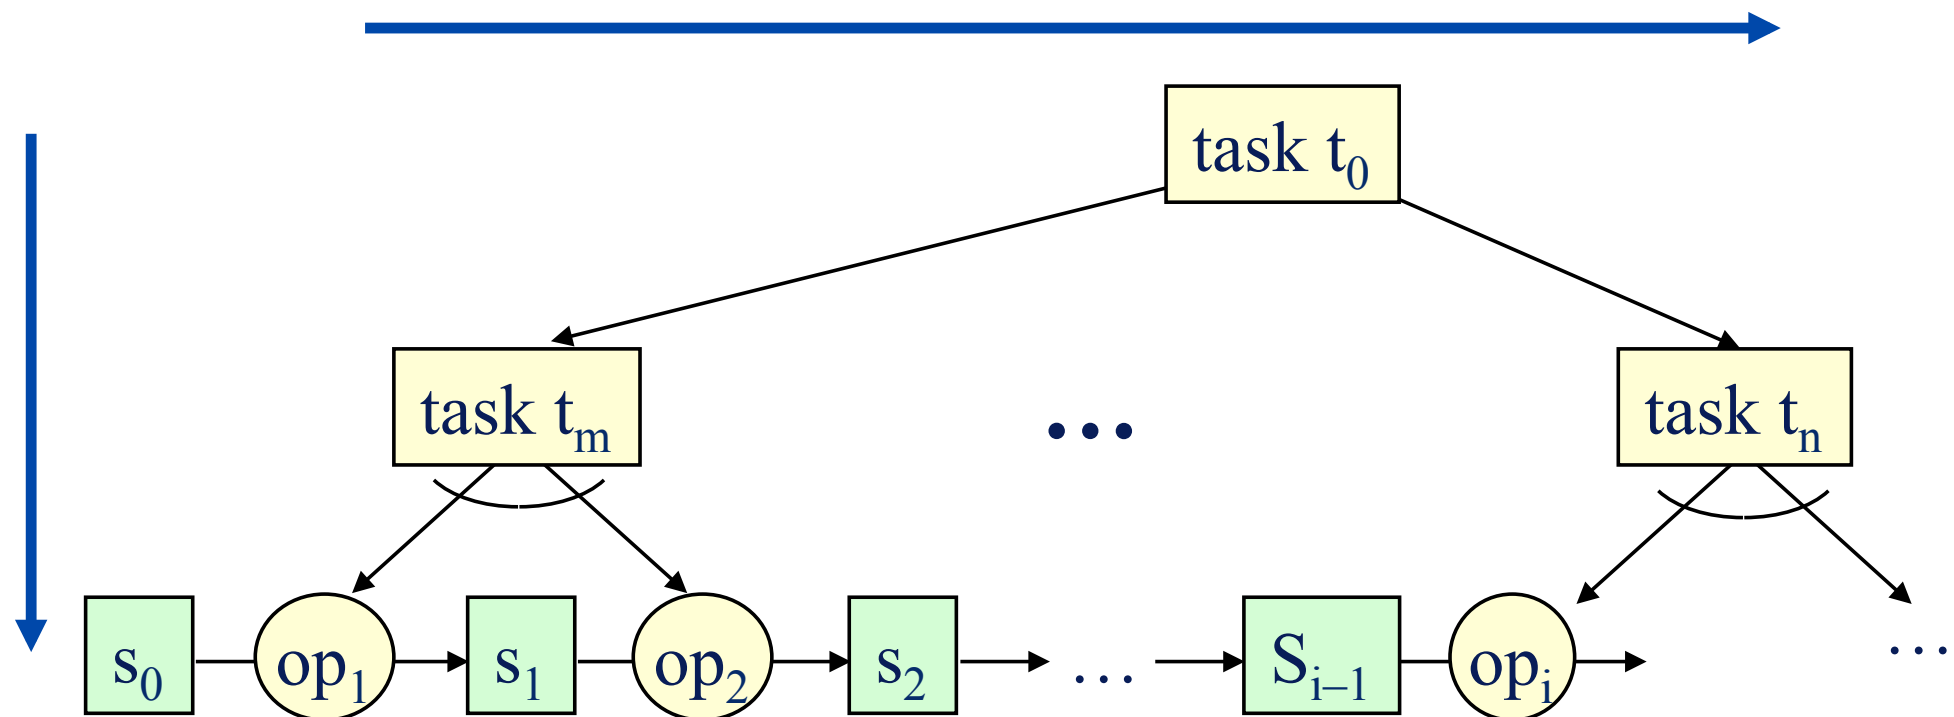 task t₀
task tₘ ... task tₙ
s₀ op₁ s₁ op₂ s₂ ... Sᵢ₋₁ opᵢ ...